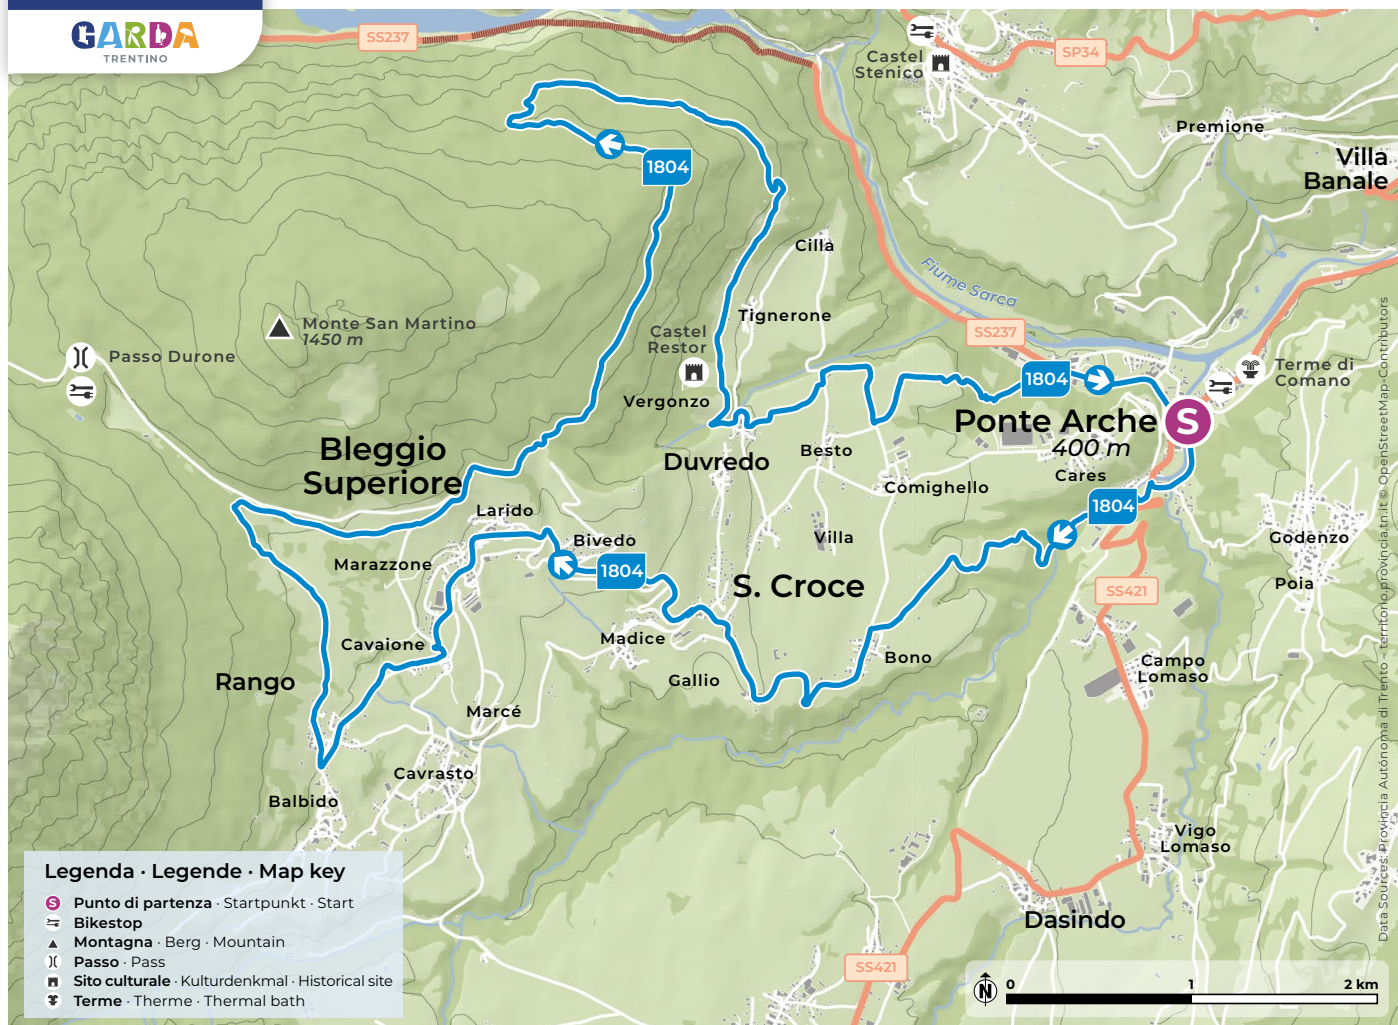 GARDA
TRENTINO
SS237
SP34
Castel
Stenico
Premione
Villa
Banale
1804
Cilla
Fiume Sarca
Tignerone
SS237
Monte San Martino
1450 m
Passo Durone
Castel
Restor
Terme di
Comano
1804
Vergonzo
Ponte Arche
S
400 m
Bleggio
Superiore
Duvredo
Besto
Cares
Comighello
1804
Larido
Bivedo
Villa
Godenzo
Marazzone
1804
S. Croce
SS421
Poia
Cavaione
Madice
Bono
Campo
Lomaso
Rango
Gallio
Marcé
Cavrasto
Balbido
Vigo
Lomaso
Dasindo
SS421
Legenda · Legende · Map key
S Punto di partenza · Startpunkt · Start
Bikestop
Montagna · Berg · Mountain
Passo · Pass
Sito culturale · Kulturdenkmal · Historical site
Terme · Therme · Thermal bath
N
0 1 2 km
Data Sources: Provincia Autónoma di Trento – territorio.provincia.tn.it © OpenStreetMap-Contributors